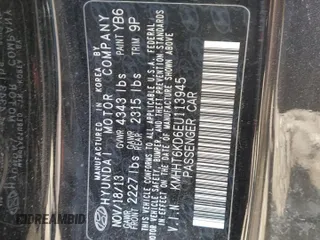 MANUFACTURED IN KOREA BY
HYUNDAI MOTOR COMPANY
NOV/18/13 PAINT YB6 TRIM 9P
GVWR 4343 lbs
GAWR FRONT 2227 lbs GAWR REAR 2315 lbs
THIS VEHICLE CONFORMS TO ALL APPLICABLE U.S. FEDERAL
MOTOR VEHICLE SAFETY, BUMPER, AND THEFT PREVENTION STANDARDS
IN EFFECT ON THE DATE OF MANUFACTURE SHOWN ABOVE.
V.I.N: KMHHT6KD6EU113945
PASSENGER CAR